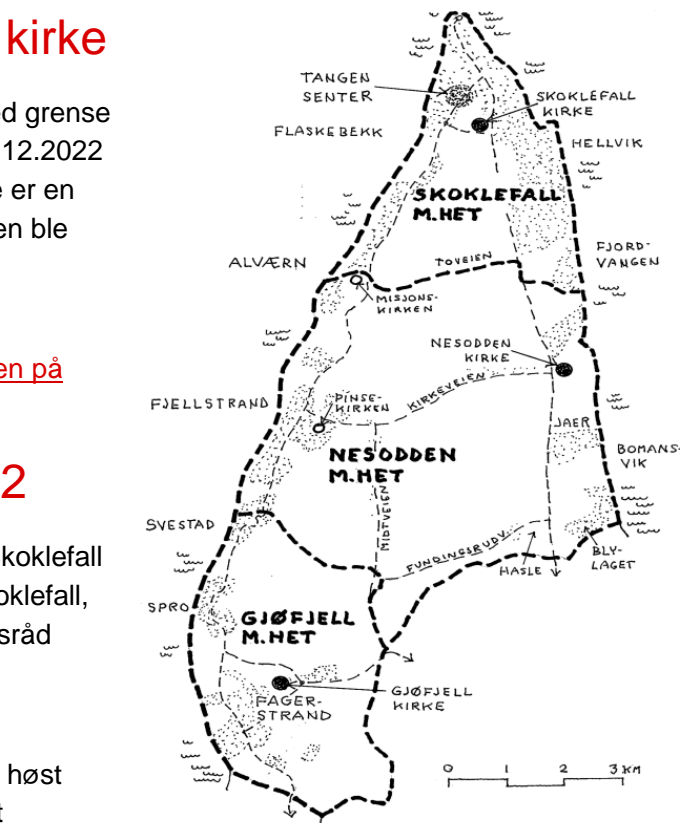 kirke
ed grense
12.2022
e er en
en ble
en på
2
koklefall
oklefall,
sråd
høst
t
TANGEN
SENTER
SKOKLEFALL
KIRKE
FLASKEBEKK
HELLVIK
SKOKLEFALL
M.HET
FJORD-
VANGEN
ALVÆRN
TOVEIEN
MISJONS-
KIRKEN
NESODDEN
KIRKE
FJELLSTRAND
PINSE-
KIRKEN
KIRKEVEIEN
JAER
BOMANS-
VIK
NESODDEN
M.HET
MIDTVEIEN
SVESTAD
FUNDINGSRUDV.
HASLE
BLY-
LAGET
SPRO
GJØFJELL
M.HET
GJØFJELL
KIRKE
FAGER-
STRAND
0 1 2 3 KM